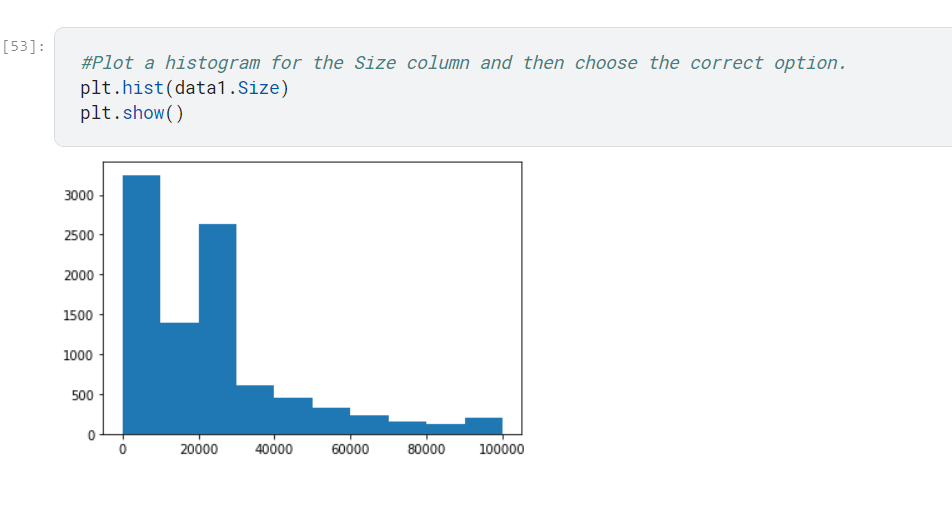 [53]:
#Plot a histogram for the Size column and then choose the correct option.
plt.hist(data1.Size)
plt.show()
3000
2500
2000
1500
1000
500
0
0 20000 40000 60000 80000 100000